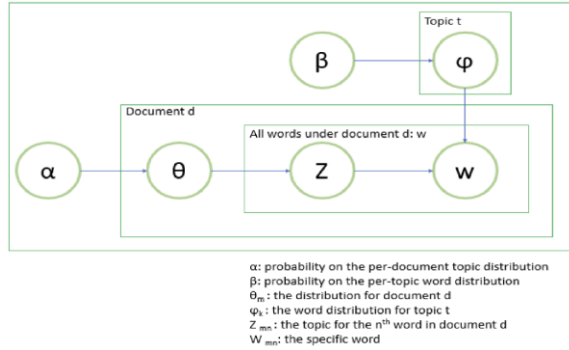 Topic t
β
φ
Document d
All words under document d: w
α
θ
Z
w
α: probability on the per-document topic distribution
β: probability on the per-topic word distribution
θm : the distribution for document d
φk : the word distribution for topic t
Z mn : the topic for the nth word in document d
W mn: the specific word